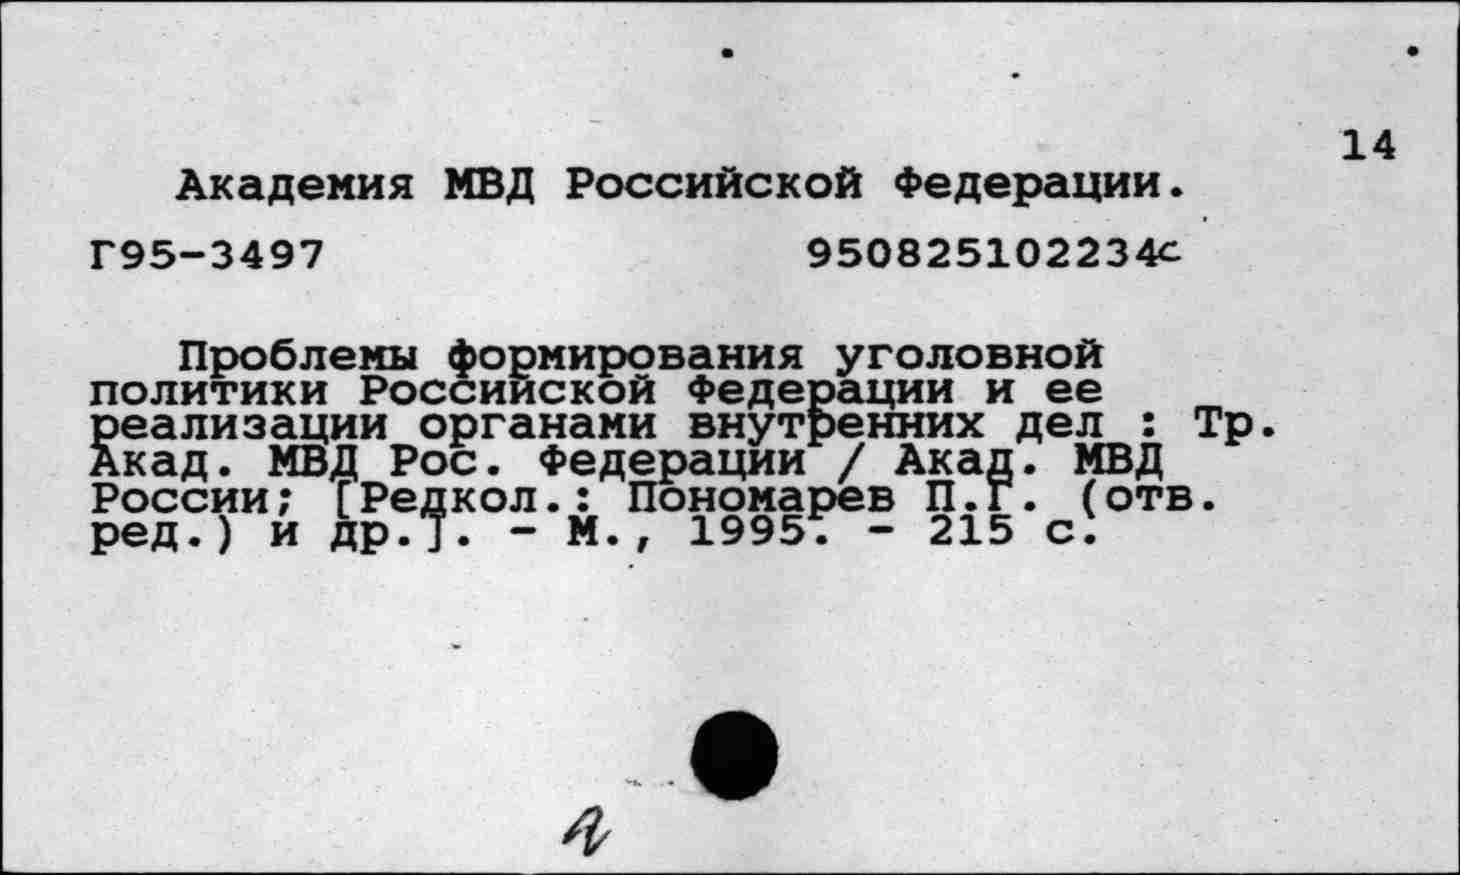 14
Академия МВД Российской Федерации.
Г95-3497 950825102234с
Проблемы формирования уголовной
политики Российской Федерации и ее
реализации органами внутренних дел : Тр.
Акад. МВД Рос. Федерации / Акад. МВД
России; [Редкол.: Пономарев П.Г. (отв.
ред.) и др.]. - М., 1995. - 215 с.